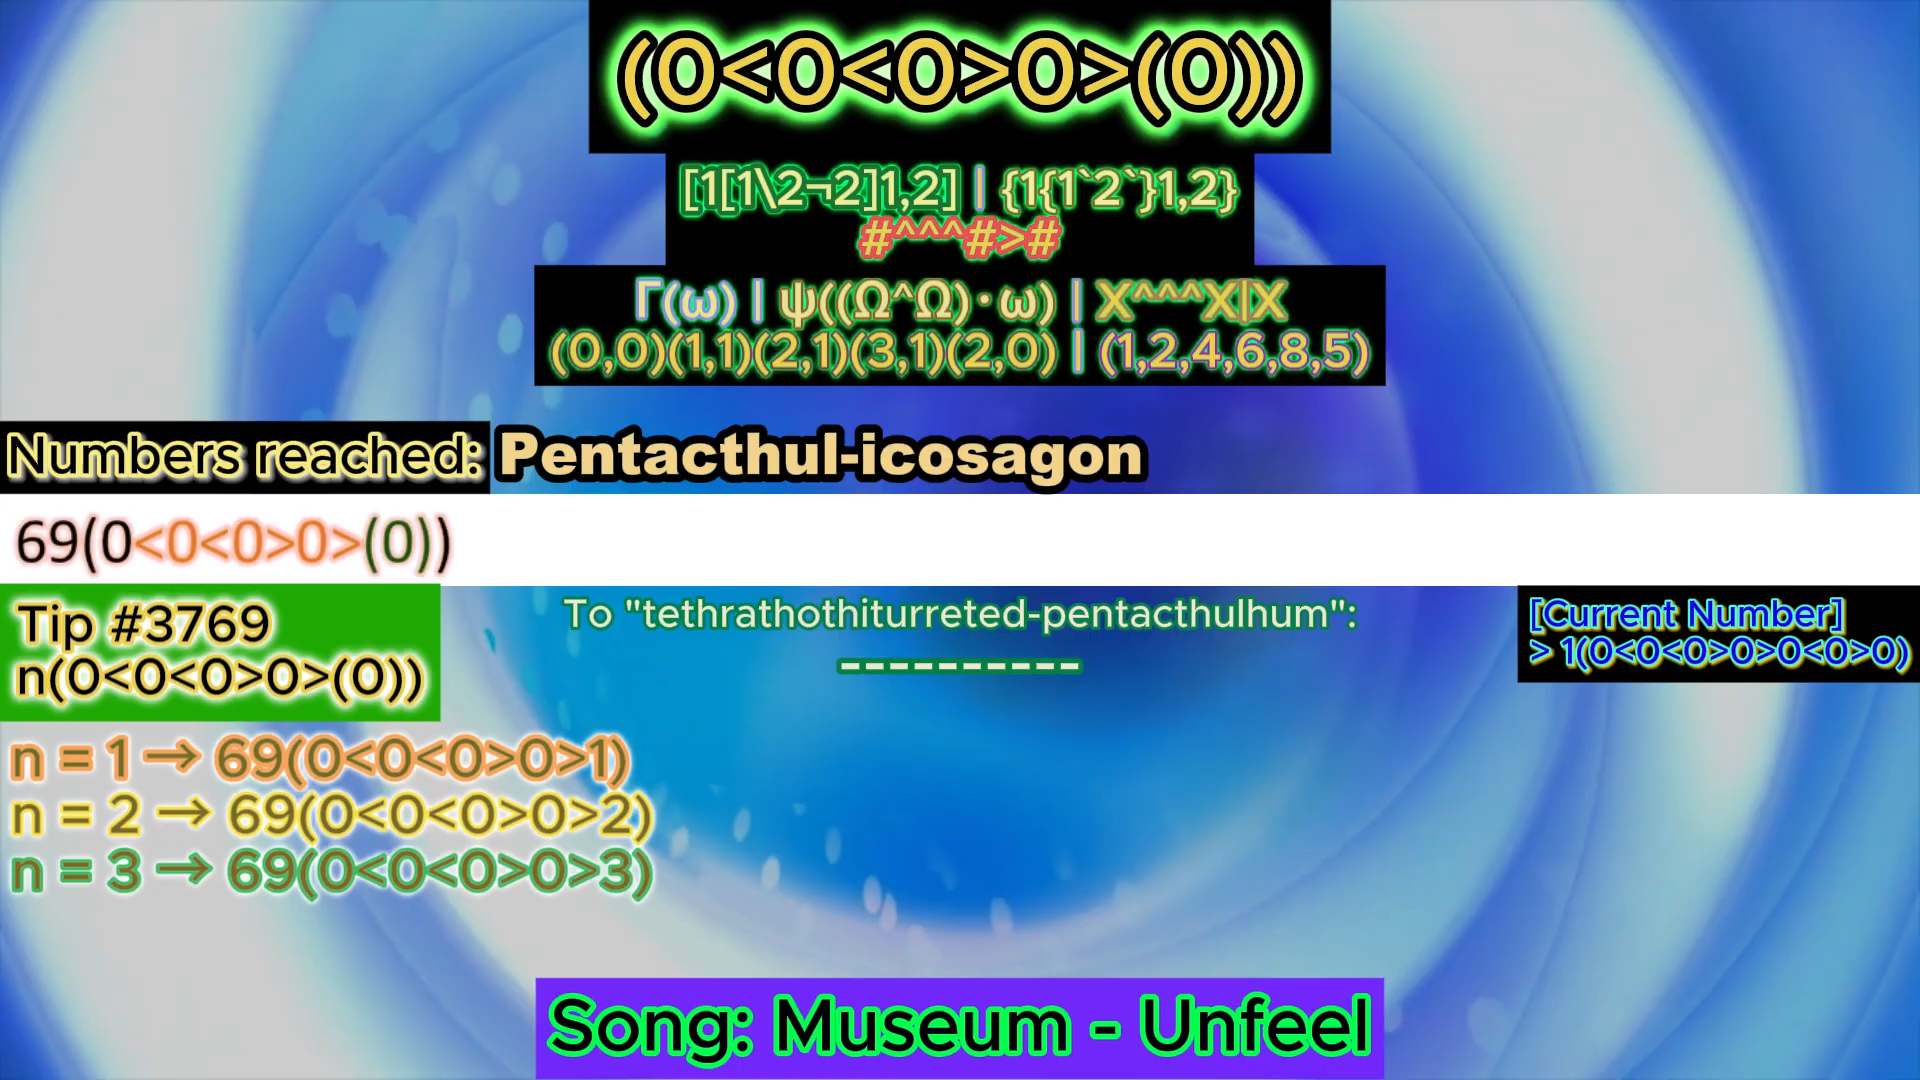 (0<0<0>0>(0))
[1[1\2¬2]1,2] | {1{1`2`}1,2}
#^^^#>#
Γ(ω) | ψ((Ω^Ω)·ω) | X^^^X|X
(0,0)(1,1)(2,1)(3,1)(2,0) | (1,2,4,6,8,5)
Numbers reached: Pentacthul-icosagon
69(0<0<0>0>(0))
Tip #3769
n(0<0<0>0>(0))
To "tethrathothiturreted-pentacthulhum":
----------
[Current Number]
> 1(0<0<0>0>0<0>0)
n = 1 → 69(0<0<0>0>1)
n = 2 → 69(0<0<0>0>2)
n = 3 → 69(0<0<0>0>3)
Song: Museum - Unfeel